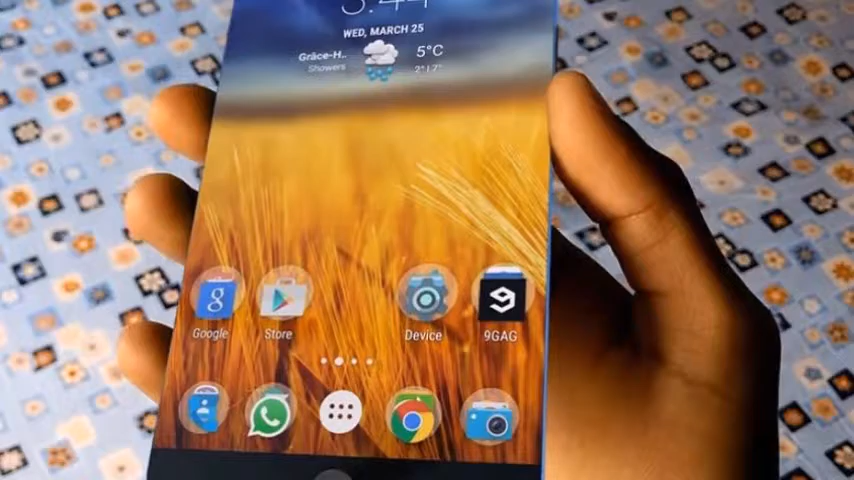 WED, MARCH 25
Grâce-H..
5°C
Showers
2°|7°
Google
Store
Device
9GAG